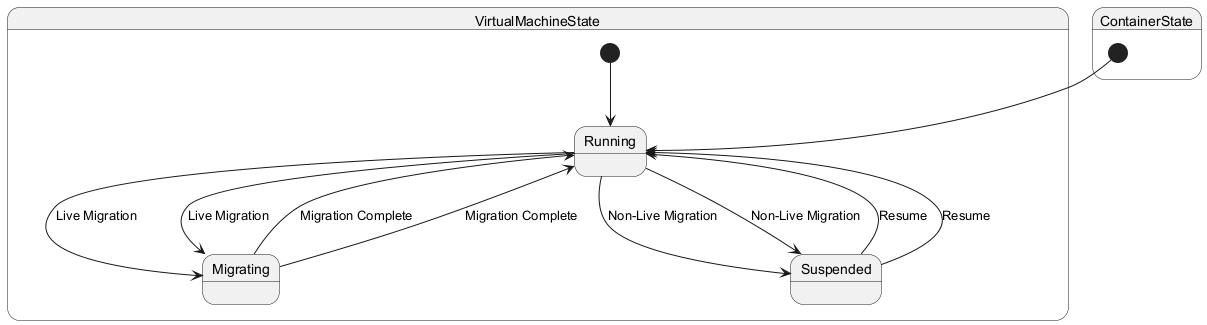 VirtualMachineState
ContainerState
Running
Live Migration
Live Migration
Migration Complete
Migration Complete
Non-Live Migration
Non-Live Migration
Resume
Resume
Migrating
Suspended